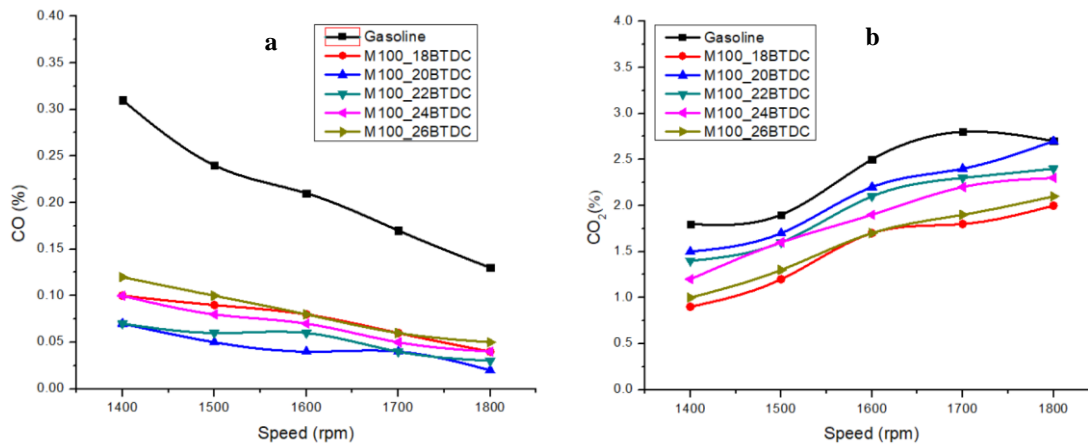 a
Gasoline
M100_18BTDC
M100_20BTDC
M100_22BTDC
M100_24BTDC
M100_26BTDC
0.40
0.35
0.30
0.25
0.20
0.15
0.10
0.05
0.00
CO (%)
1400 1500 1600 1700 1800
Speed (rpm)
b
Gasoline
M100_18BTDC
M100_20BTDC
M100_22BTDC
M100_24BTDC
M100_26BTDC
4.0
3.5
3.0
2.5
2.0
1.5
1.0
0.5
0.0
CO₂(%)
1400 1500 1600 1700 1800
Speed (rpm)